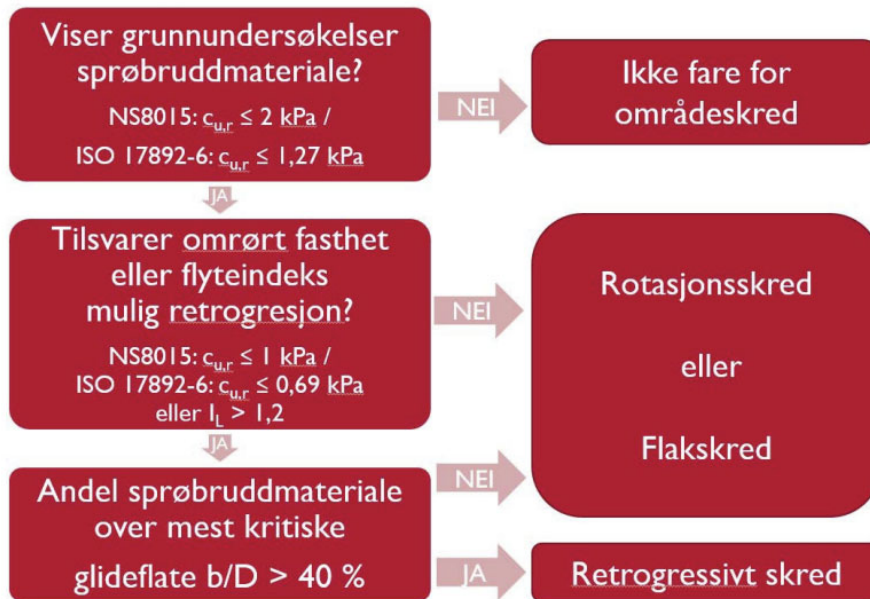 Viser grunnundersøkelser
sprøbruddmateriale?
NS8015: cu,r ≤ 2 kPa /
ISO 17892-6: cu,r ≤ 1,27 kPa
NEI
Ikke fare for
områdeskred
JA
Tilsvarer omrørt fasthet
eller flyteindeks
mulig retrogresjon?
NS8015: cu,r ≤ 1 kPa /
ISO 17892-6: cu,r ≤ 0,69 kPa
eller IL > 1,2
NEI
Rotasjonsskred
eller
Flakskred
JA
Andel sprøbruddmateriale
over mest kritiske
glideflate b/D > 40 %
NEI
JA
Retrogressivt skred